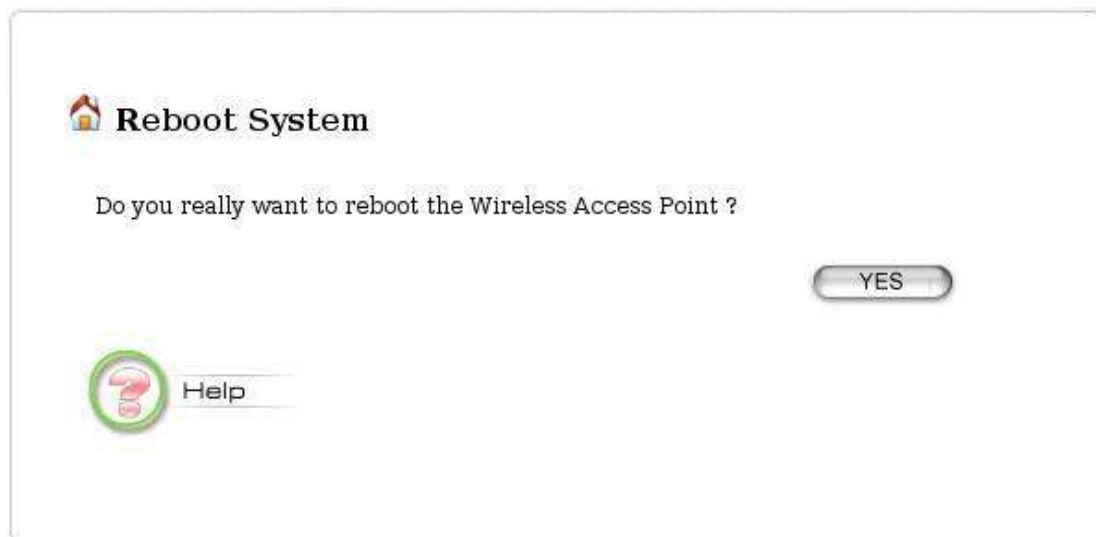 Reboot System
Do you really want to reboot the Wireless Access Point ?
YES
Help